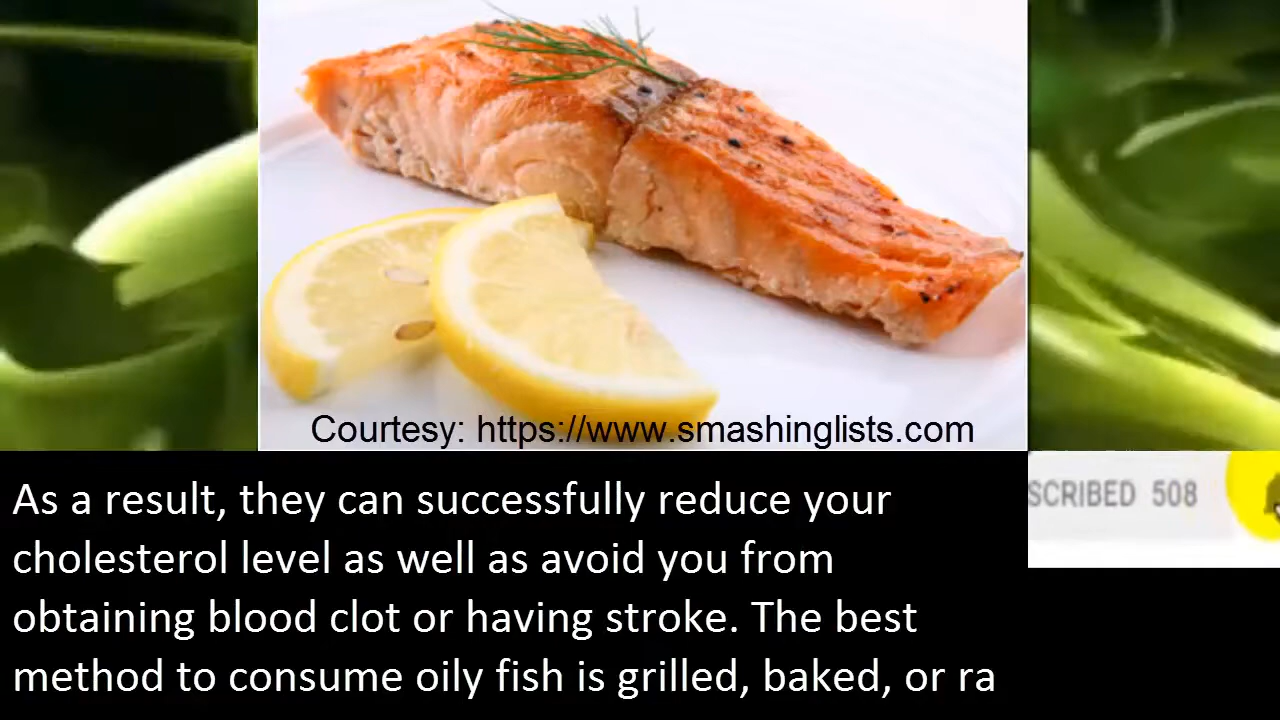 Courtesy: https://www.smashinglists.com
As a result, they can successfully reduce your
cholesterol level as well as avoid you from
obtaining blood clot or having stroke. The best
method to consume oily fish is grilled, baked, or ra
SCRIBED 508